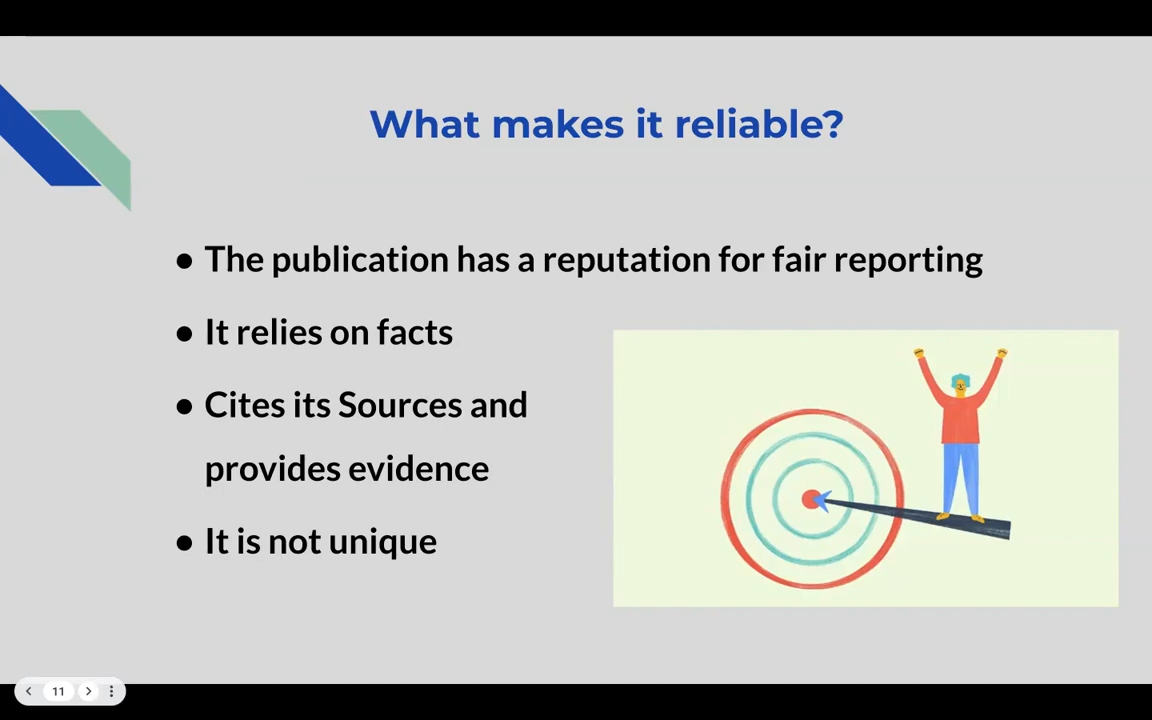 What makes it reliable?
● The publication has a reputation for fair reporting
● It relies on facts
● Cites its Sources and
provides evidence
● It is not unique
11